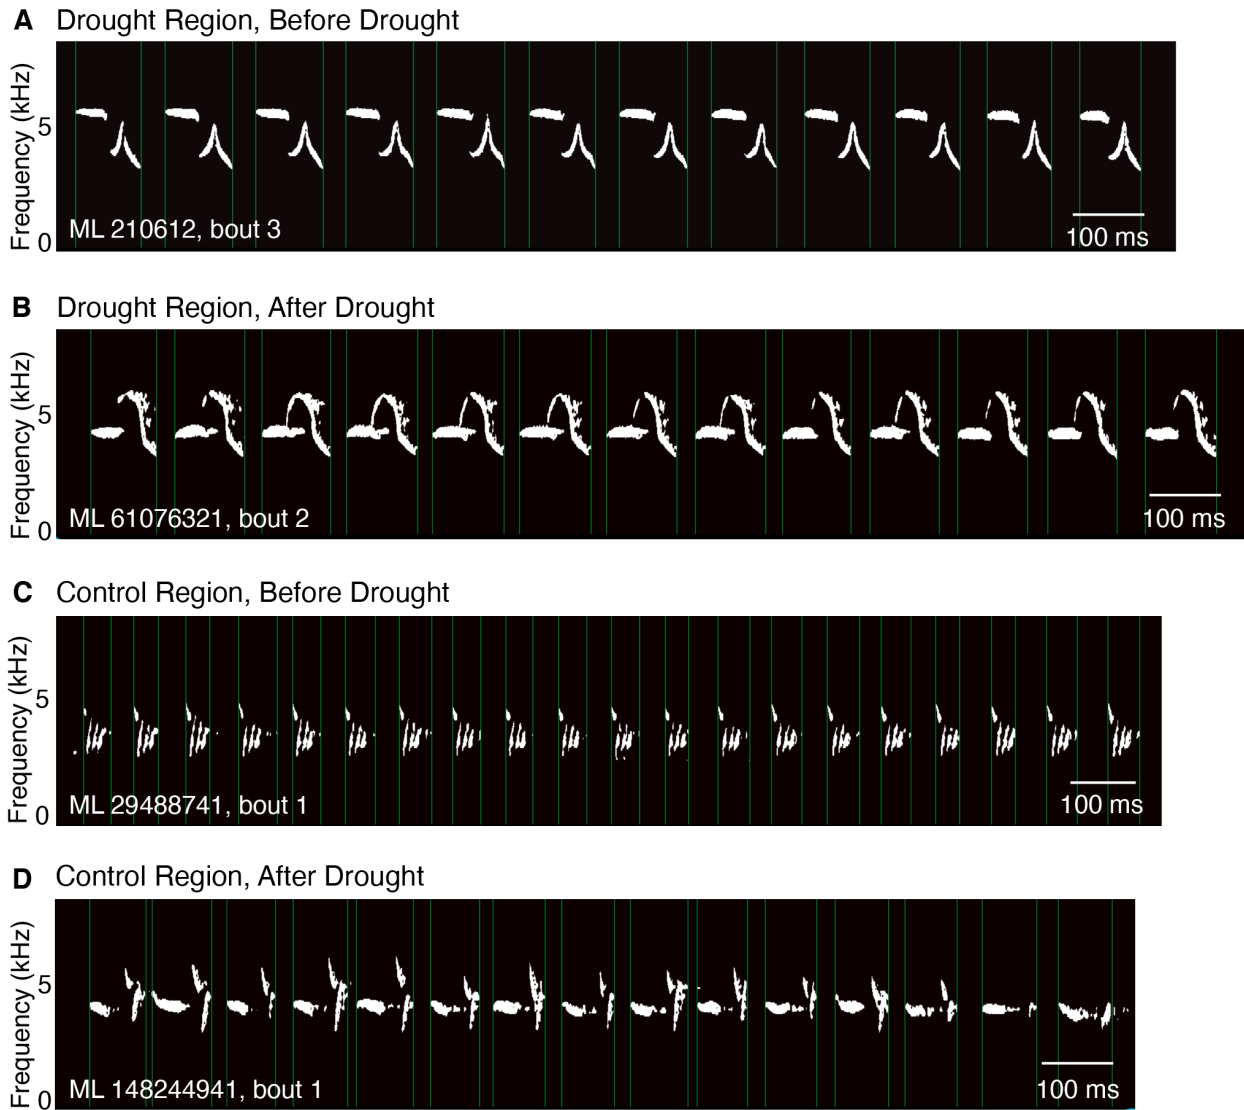 A Drought Region, Before Drought
Frequency (kHz)
5
0
ML 210612, bout 3
100 ms
B Drought Region, After Drought
Frequency (kHz)
5
0
ML 61076321, bout 2
100 ms
C Control Region, Before Drought
Frequency (kHz)
5
0
ML 29488741, bout 1
100 ms
D Control Region, After Drought
Frequency (kHz)
5
0
ML 148244941, bout 1
100 ms